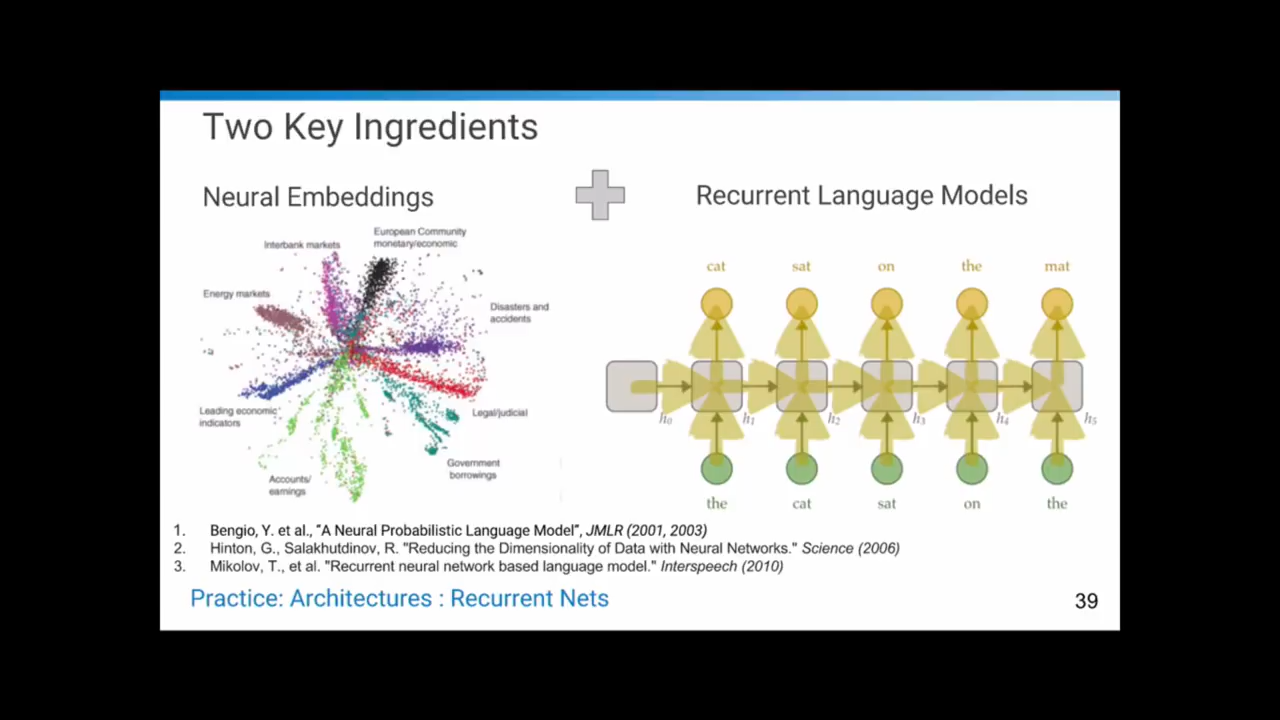 Two Key Ingredients
Neural Embeddings
Recurrent Language Models
European Community
monetary/economic
Interbank markets
Energy markets
Disasters and
accidents
Leading economic
indicators
Legal/judicial
Accounts/
earnings
Government
borrowings
cat sat on the mat
h0 h1 h2 h3 h4 h5
the cat sat on the
1. Bengio, Y. et al., "A Neural Probabilistic Language Model", JMLR (2001, 2003)
2. Hinton, G., Salakhutdinov, R. "Reducing the Dimensionality of Data with Neural Networks." Science (2006)
3. Mikolov, T., et al. "Recurrent neural network based language model." Interspeech (2010)
Practice: Architectures : Recurrent Nets
39